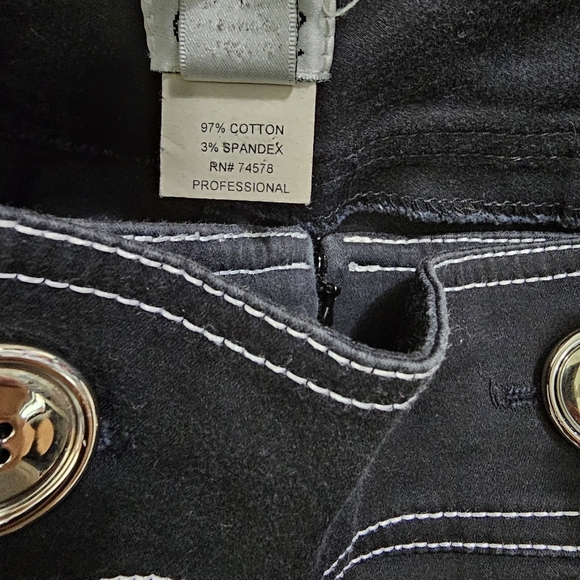 97% COTTON
3% SPANDEX
RN# 74578
PROFESSIONAL